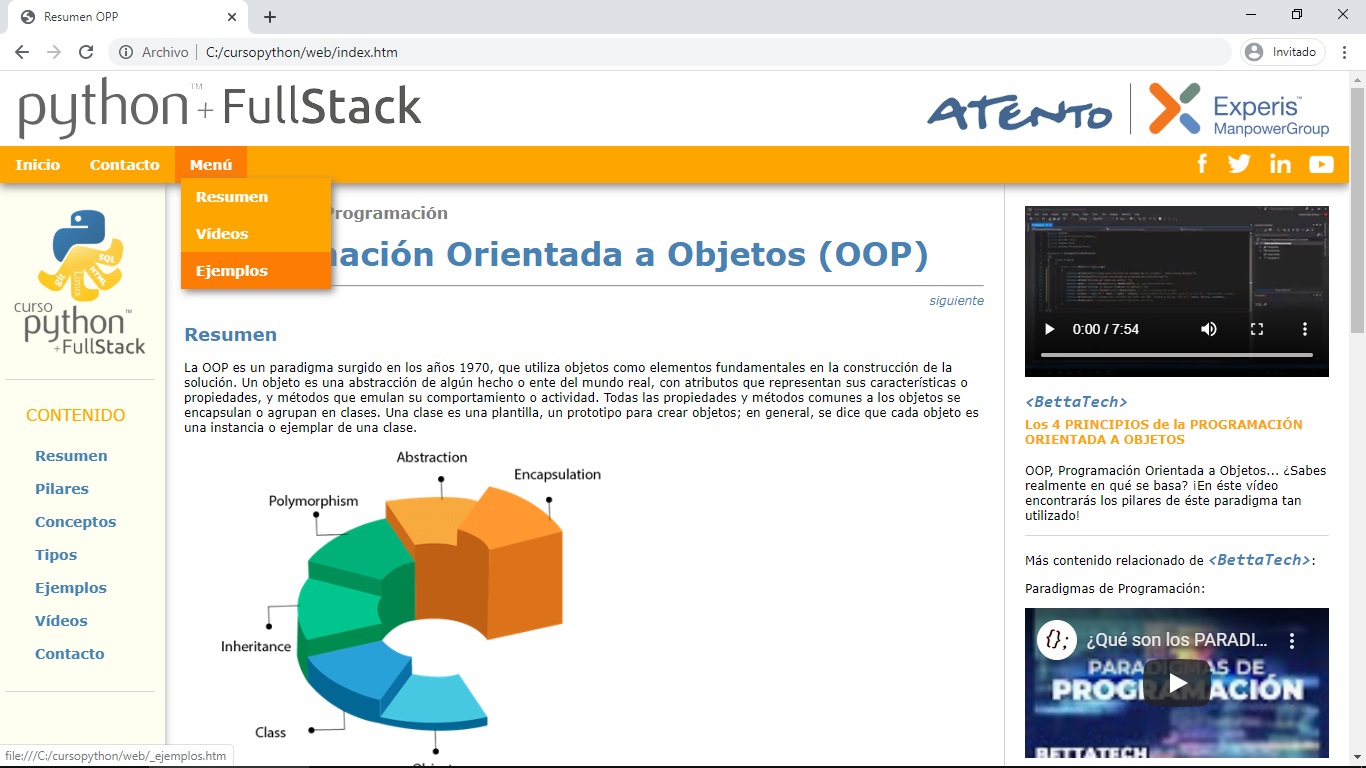 Resumen OPP
Archivo
C:/cursopython/web/index.htm
Invitado
python™ + FullStack
ATENTO
Experis™
ManpowerGroup
Inicio
Contacto
Menú
Resumen
Vídeos
Ejemplos
Programación
mación Orientada a Objetos (OOP)
siguiente
git
SQL
HTML
Linux
curso
python™
+FullStack
CONTENIDO
Resumen
Pilares
Conceptos
Tipos
Ejemplos
Vídeos
Contacto
Resumen
La OOP es un paradigma surgido en los años 1970, que utiliza objetos como elementos fundamentales en la construcción de la
solución. Un objeto es una abstracción de algún hecho o ente del mundo real, con atributos que representan sus características o
propiedades, y métodos que emulan su comportamiento o actividad. Todas las propiedades y métodos comunes a los objetos se
encapsulan o agrupan en clases. Una clase es una plantilla, un prototipo para crear objetos; en general, se dice que cada objeto es
una instancia o ejemplar de una clase.
Abstraction
Encapsulation
Polymorphism
Inheritance
Class
0:00 / 7:54
<BettaTech>
Los 4 PRINCIPIOS de la PROGRAMACIÓN
ORIENTADA A OBJETOS
OOP, Programación Orientada a Objetos... ¿Sabes
realmente en qué se basa? ¡En éste vídeo
encontrarás los pilares de éste paradigma tan
utilizado!
Más contenido relacionado de <BettaTech>:
Paradigmas de Programación:
{};
¿Qué son los PARADI...
PARADIGMAS DE
PROGRAMACIÓN
BETTATECH
file:///C:/cursopython/web/_ejemplos.htm